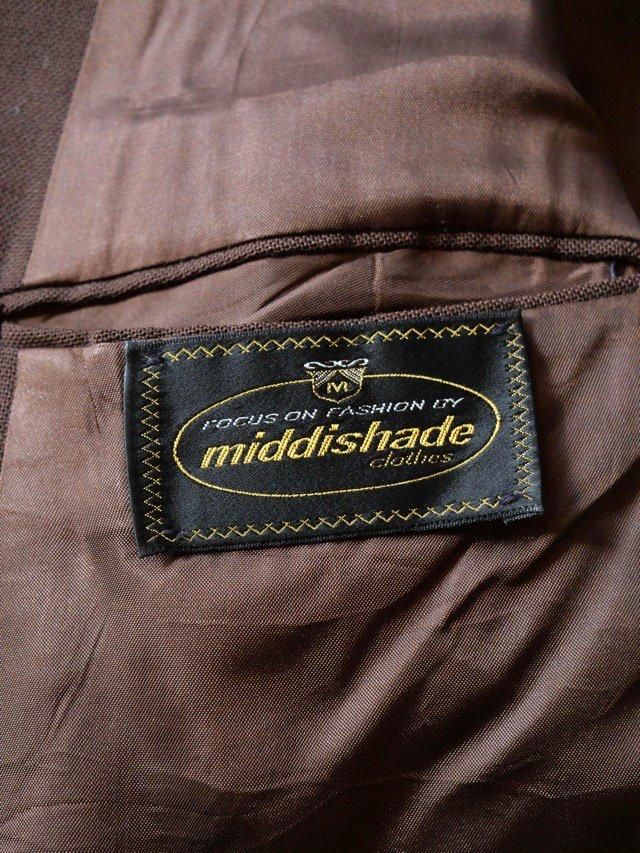 M
FOCUS ON FASHION BY
middishade
clothes